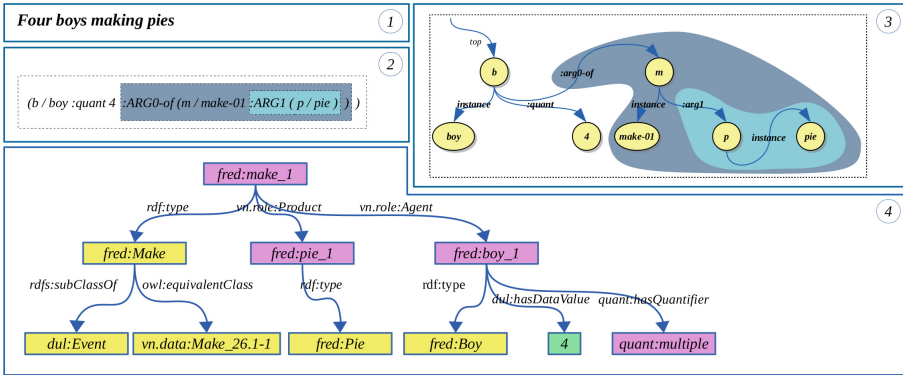 Four boys making pies
1
2
(b / boy :quant 4 :ARG0-of (m / make-01 :ARG1 ( p / pie ) ) )
3
top
b
m
:arg0-of
instance
:quant
instance
:arg1
boy
4
make-01
p
instance
pie
4
fred:make_1
rdf:type
vn.role:Product
vn.role:Agent
fred:Make
fred:pie_1
fred:boy_1
rdfs:subClassOf
owl:equivalentClass
rdf:type
rdf:type
dul:hasDataValue
quant:hasQuantifier
dul:Event
vn.data:Make_26.1-1
fred:Pie
fred:Boy
4
quant:multiple